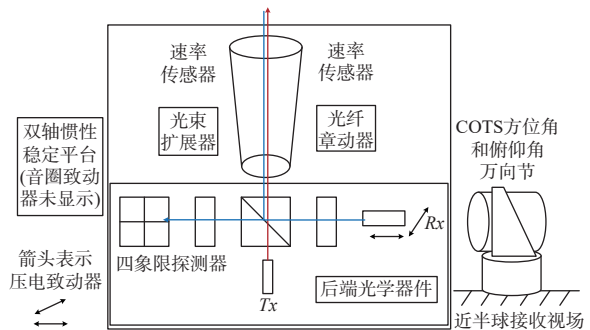 速率
传感器
速率
传感器
光束
扩展器
光纤
章动器
双轴惯性
稳定平台
(音圈致动
器未显示)
COTS方位角
和俯仰角
万向节
Rx
四象限探测器
箭头表示
压电致动器
Tx
后端光学器件
近半球接收视场